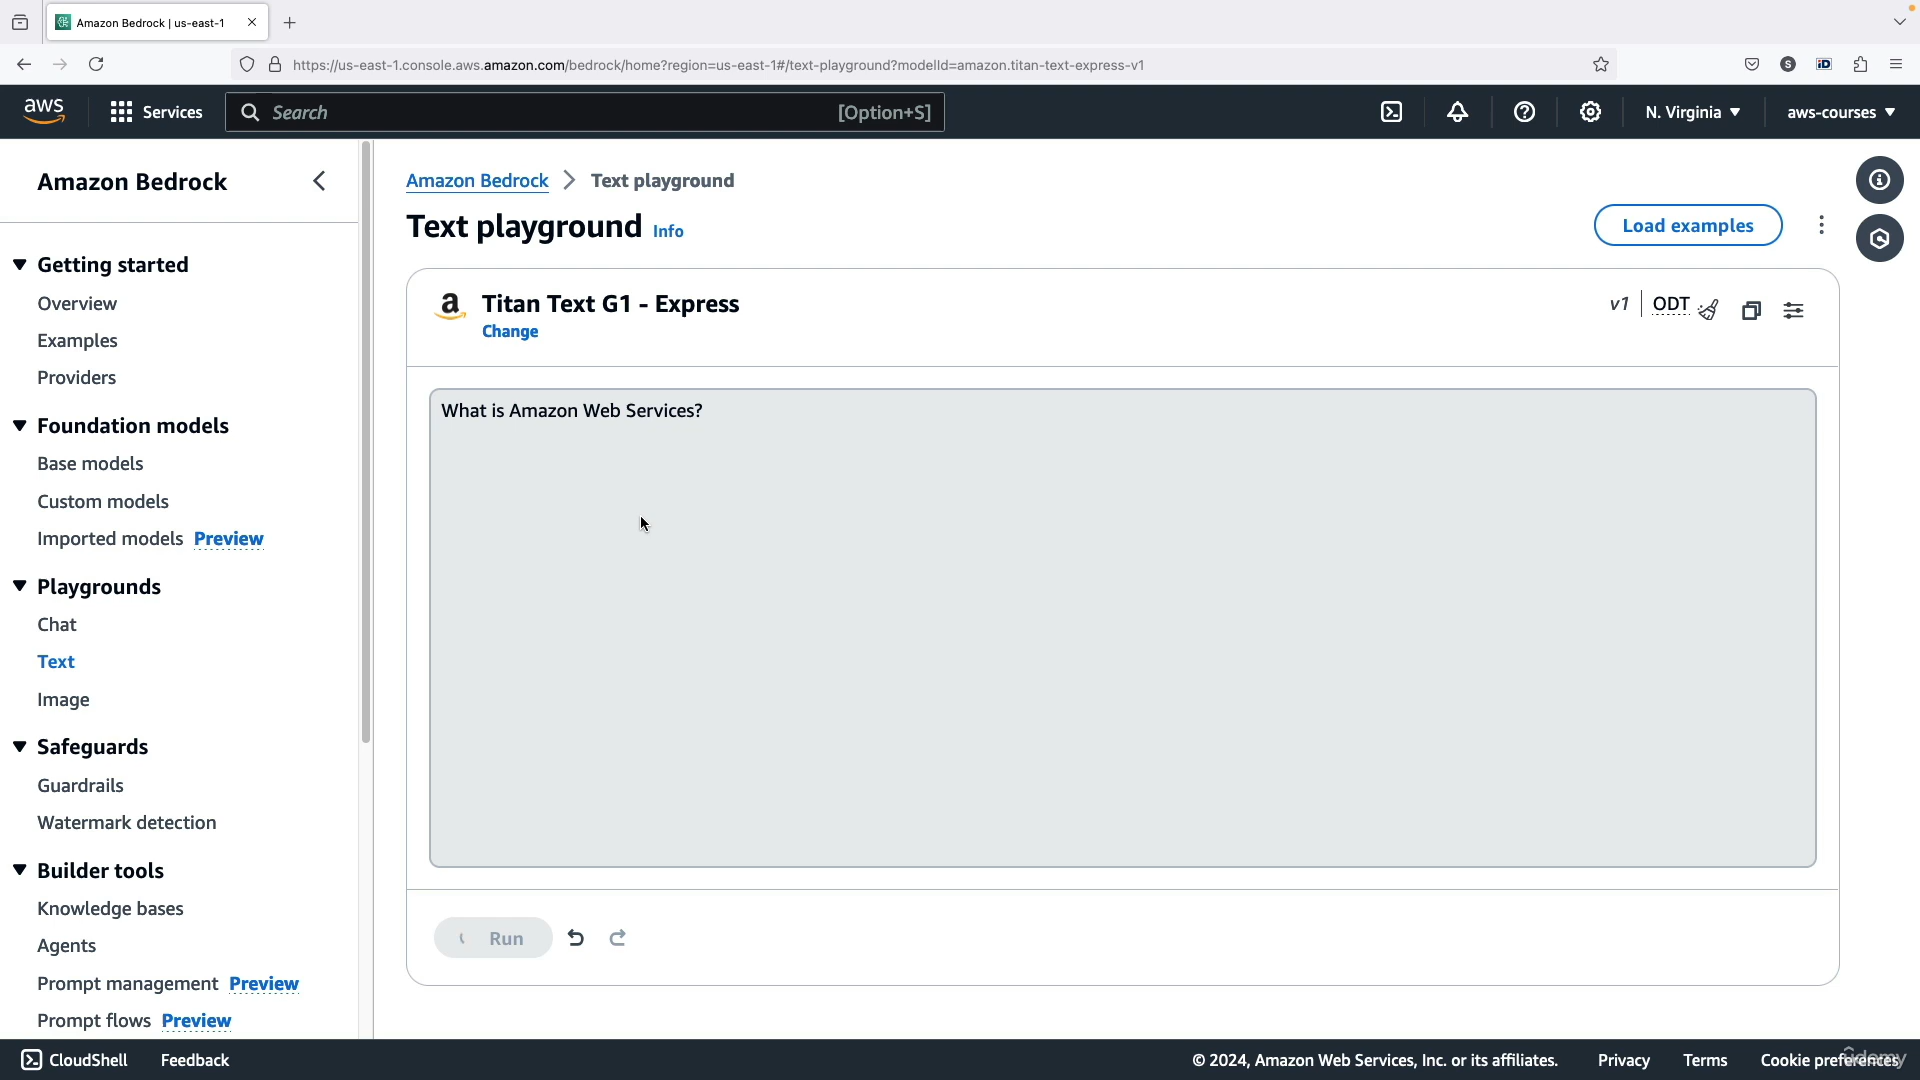 Amazon Bedrock | us-east-1
https://us-east-1.console.aws.amazon.com/bedrock/home?region=us-east-1#/text-playground?modelId=amazon.titan-text-express-v1
aws
Services
Search
[Option+S]
N. Virginia
aws-courses
Amazon Bedrock
Getting started
Overview
Examples
Providers
Foundation models
Base models
Custom models
Imported models Preview
Playgrounds
Chat
Text
Image
Safeguards
Guardrails
Watermark detection
Builder tools
Knowledge bases
Agents
Prompt management Preview
Prompt flows Preview
Amazon Bedrock > Text playground
Text playground Info
Load examples
a
Titan Text G1 - Express
Change
v1 | ODT
What is Amazon Web Services?
Run
CloudShell
Feedback
© 2024, Amazon Web Services, Inc. or its affiliates.
Privacy
Terms
Cookie preferences
ûdemy